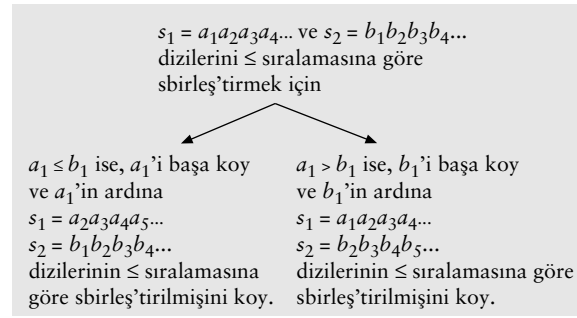 s1 = a1a2a3a4... ve s2 = b1b2b3b4...
dizilerini ≤ sıralamasına göre
sbirleş’tirmek için
a1 ≤ b1 ise, a1’i başa koy
ve a1’in ardına
s1 = a2a3a4a5...
s2 = b1b2b3b4...
dizilerinin ≤ sıralamasına
göre sbirleş’tirilmişini koy.
a1 > b1 ise, b1’i başa koy
ve b1’in ardına
s1 = a1a2a3a4...
s2 = b2b3b4b5...
dizilerinin ≤ sıralamasına göre
sbirleş’tirilmişini koy.